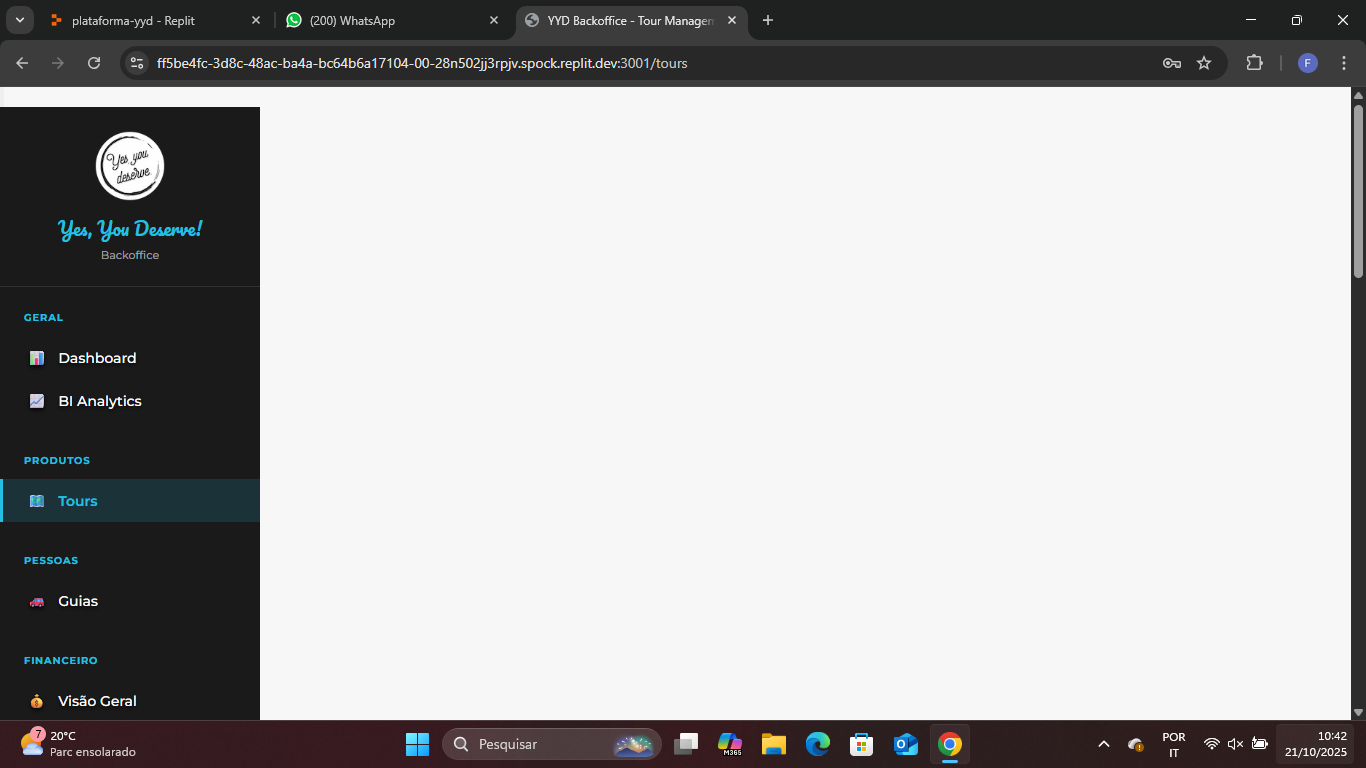 plataforma-yyd - Replit
(200) WhatsApp
YYD Backoffice - Tour Managem
ff5be4fc-3d8c-48ac-ba4a-bc64b6a17104-00-28n502jj3rpjv.spock.replit.dev:3001/tours
F
Yes you
deserve
Yes, You Deserve!
Backoffice
GERAL
Dashboard
BI Analytics
PRODUTOS
Tours
PESSOAS
Guias
FINANCEIRO
Visão Geral
7
20°C
Parc ensolarado
Pesquisar
M365
POR
IT
10:42
21/10/2025